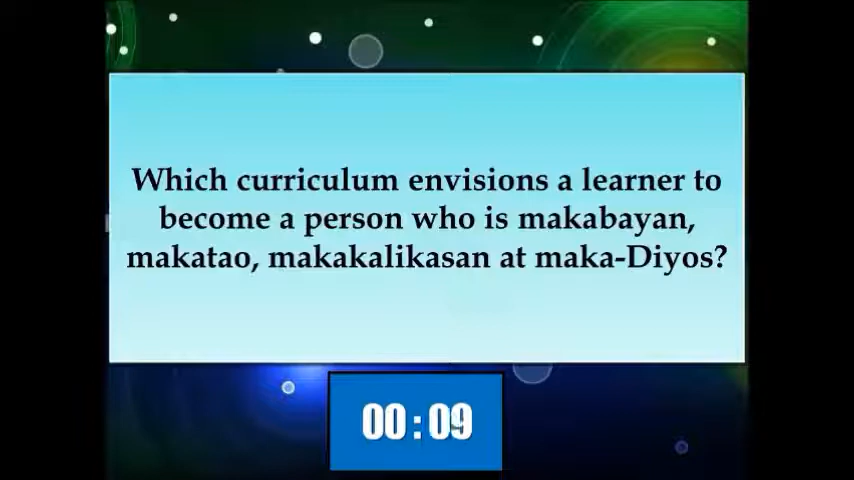 Which curriculum envisions a learner to
become a person who is makabayan,
makatao, makakalikasan at maka-Diyos?
00:09